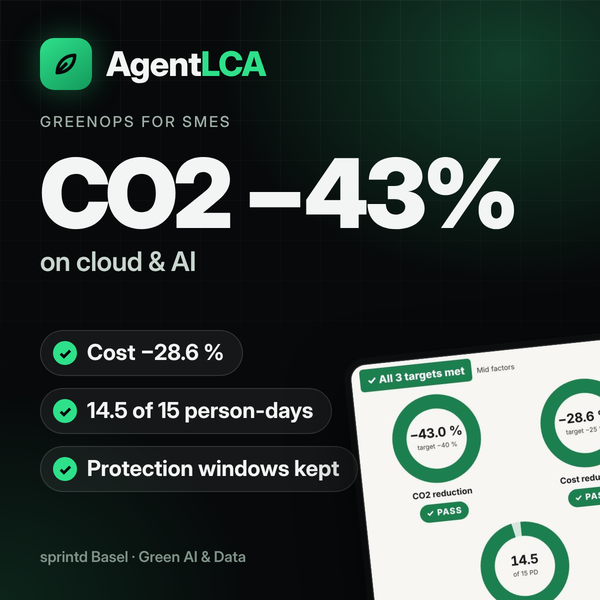 AgentLCA
GREENOPS FOR SMES
CO2 –43%
on cloud & AI
Cost −28.6 %
14.5 of 15 person-days
Protection windows kept
All 3 targets met
Mid factors
−43.0 %
target −40 %
CO2 reduction
PASS
−28.6
target −25
Cost
14.5
of 15 PD
sprintd Basel · Green AI & Data